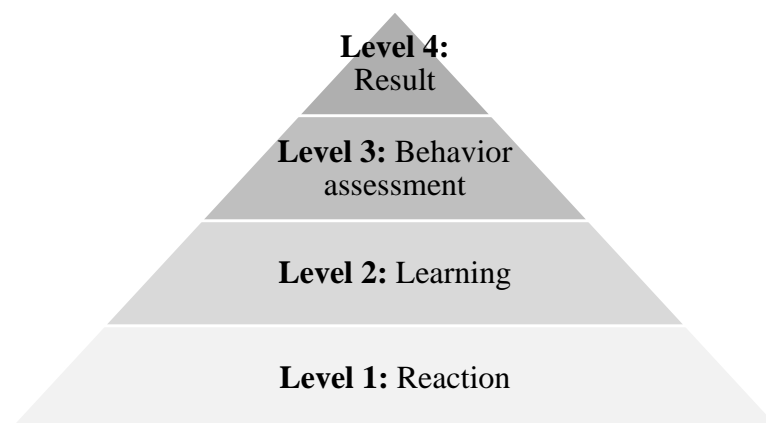 Level 4:
Result
Level 3: Behavior
assessment
Level 2: Learning
Level 1: Reaction